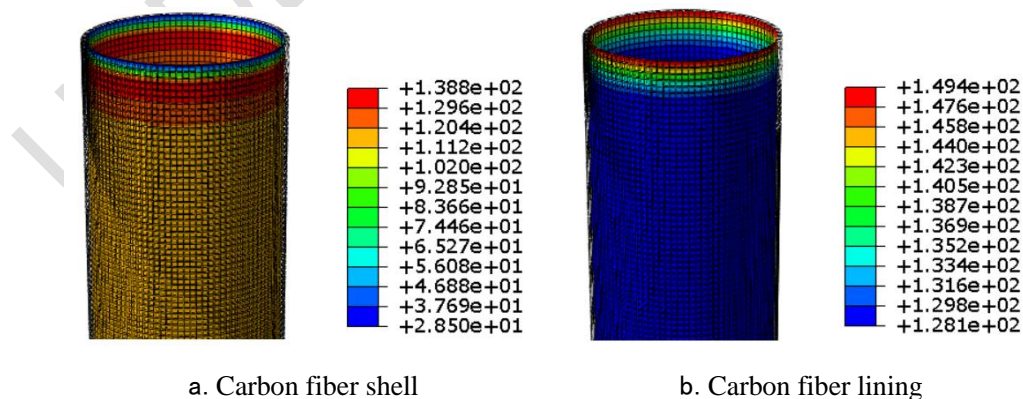 +1.388e+02
+1.296e+02
+1.204e+02
+1.112e+02
+1.020e+02
+9.285e+01
+8.366e+01
+7.446e+01
+6.527e+01
+5.608e+01
+4.688e+01
+3.769e+01
+2.850e+01
+1.494e+02
+1.476e+02
+1.458e+02
+1.440e+02
+1.423e+02
+1.405e+02
+1.387e+02
+1.369e+02
+1.352e+02
+1.334e+02
+1.316e+02
+1.298e+02
+1.281e+02
a. Carbon fiber shell
b. Carbon fiber lining